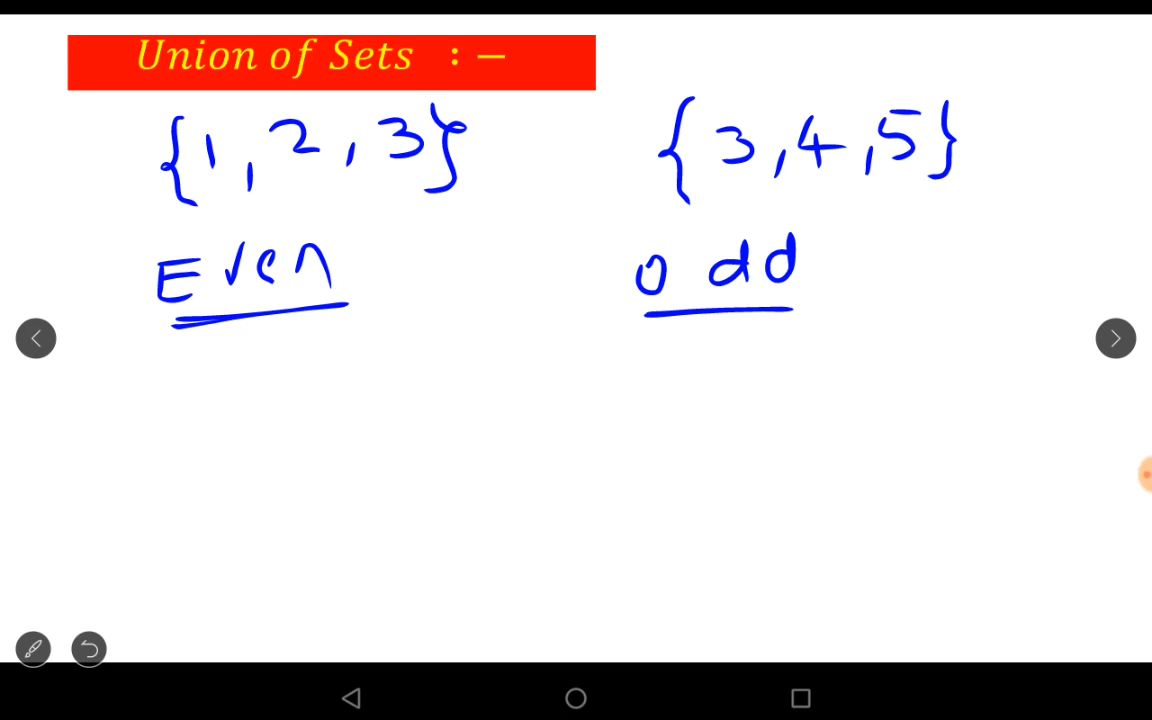 Union of Sets : –
{1, 2, 3} {3, 4, 5}
Even odd